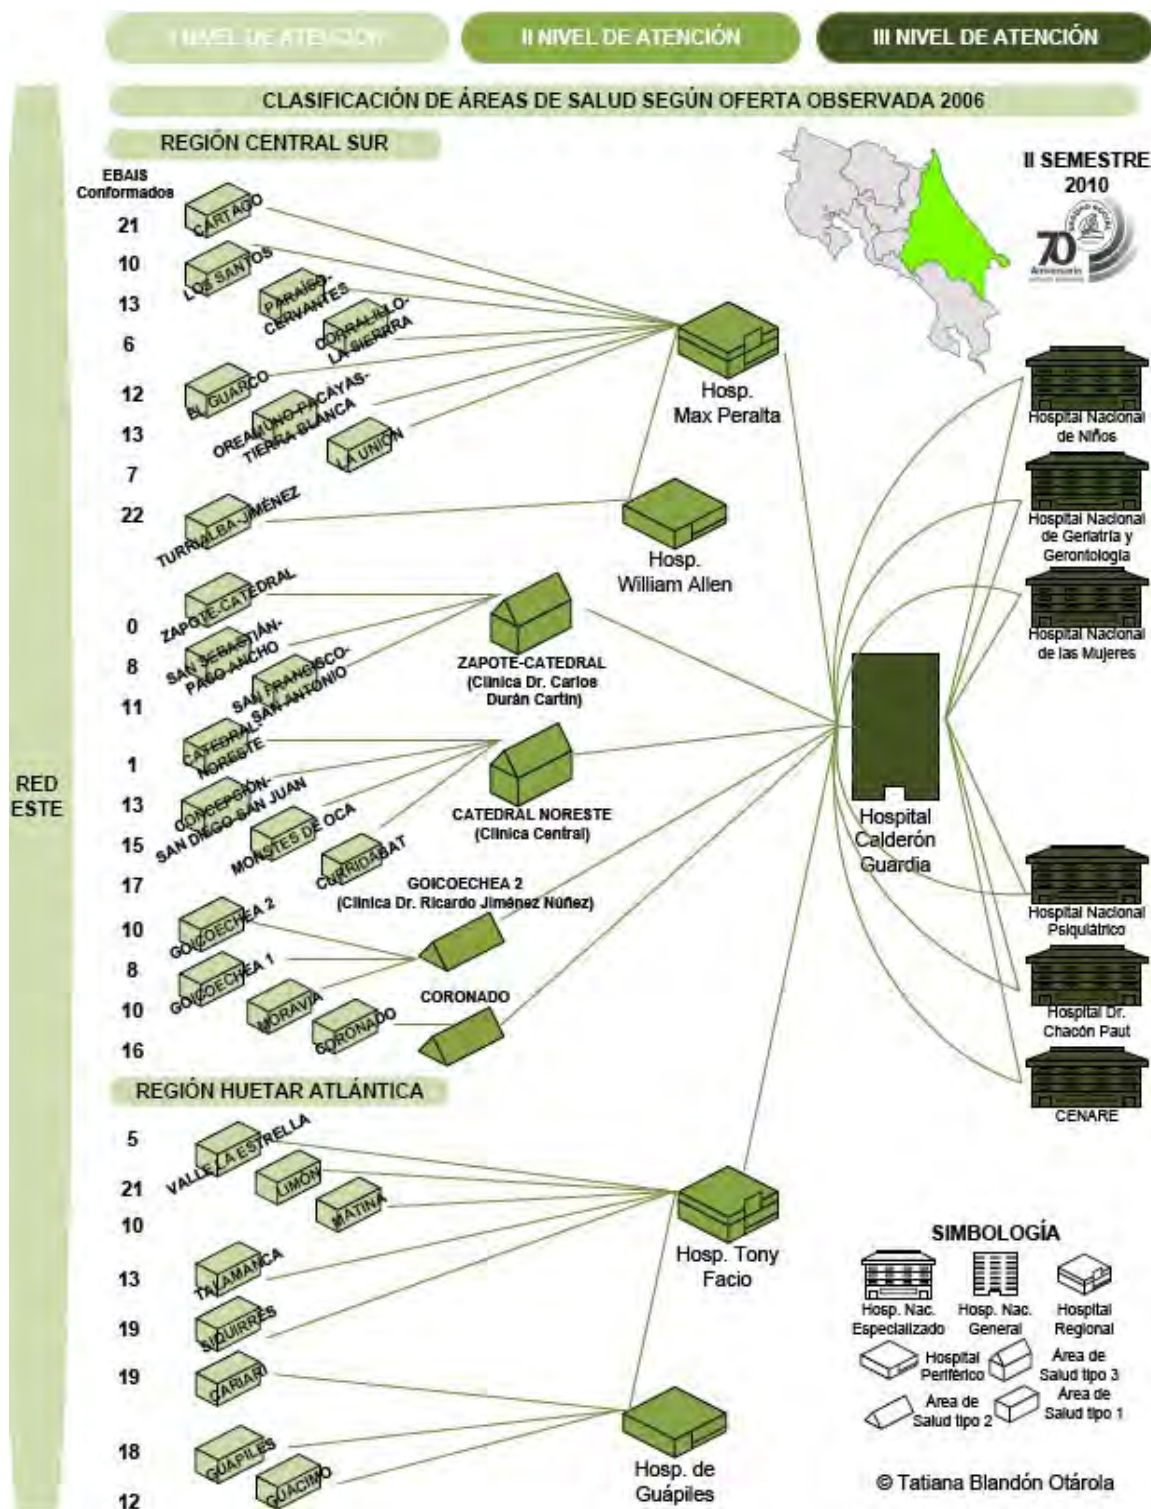 I NIVEL DE ATENCIÓN
II NIVEL DE ATENCIÓN
III NIVEL DE ATENCIÓN
CLASIFICACIÓN DE ÁREAS DE SALUD SEGÚN OFERTA OBSERVADA 2006
REGIÓN CENTRAL SUR
II SEMESTRE
2010
70
Aniversario
EBAIS
Conformados
21
CARTAGO
10
LOS SANTOS
13
PARAÍSO-
CERVANTES
6
CORRALILLO-
LA SIERRRA
12
EL GUARCO
13
OREAMUNO-PACAYAS-
TIERRA BLANCA
7
LA UNIÓN
22
TURRIALBA-JIMÉNEZ
Hosp.
Max Peralta
Hosp.
William Allen
0
ZAPOTE-CATEDRAL
8
SAN SEBASTIÁN-
PASO ANCHO
11
SAN FRANCISCO-
SAN ANTONIO
ZAPOTE-CATEDRAL
(Clínica Dr. Carlos
Durán Cartín)
1
CATEDRAL-
NORESTE
13
CONCEPCIÓN-
SAN DIEGO-SAN JUAN
15
MONSTES DE OCA
17
CURRIDABAT
CATEDRAL NORESTE
(Clínica Central)
RED
ESTE
10
GOICOECHEA 2
8
GOICOECHEA 1
10
MORAVIA
16
CORONADO
GOICOECHEA 2
(Clínica Dr. Ricardo Jiménez Núñez)
CORONADO
Hospital
Calderón
Guardia
Hospital Nacional
de Niños
Hospital Nacional
de Geriatría y
Gerontología
Hospital Nacional
de las Mujeres
Hospital Nacional
Psiquiátrico
Hospital Dr.
Chacón Paut
CENARE
REGIÓN HUETAR ATLÁNTICA
5
VALLE LA ESTRELLA
21
LIMÓN
10
MATINA
13
TALAMANCA
19
SIQUIRRES
19
CARIARI
18
GUÁPILES
12
GUÁCIMO
Hosp. Tony
Facio
Hosp. de
Guápiles
SIMBOLOGÍA
Hosp. Nac.
Especializado
Hosp. Nac.
General
Hospital
Regional
Hospital
Periférico
Área de
Salud tipo 3
Área de
Salud tipo 2
Área de
Salud tipo 1
© Tatiana Blandón Otárola